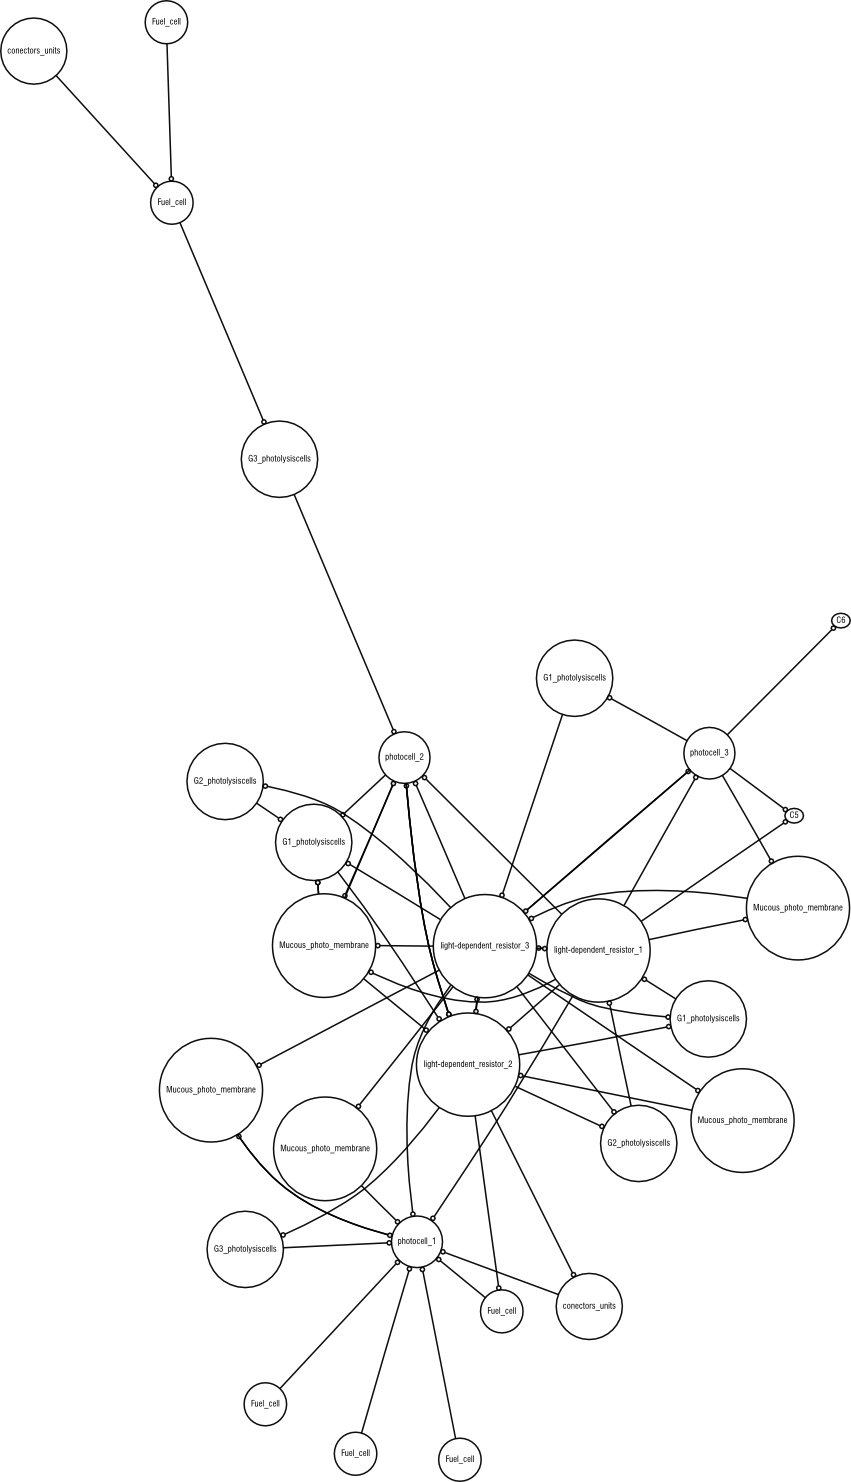 Fuel_cell
conectors_units
Fuel_cell
G3_photolysiscells
C6
G1_photolysiscells
photocell_3
photocell_2
G2_photolysiscells
C5
G1_photolysiscells
Mucous_photo_membrane
Mucous_photo_membrane
light-dependent_resistor_3
light-dependent_resistor_1
G1_photolysiscells
light-dependent_resistor_2
Mucous_photo_membrane
Mucous_photo_membrane
G2_photolysiscells
Mucous_photo_membrane
photocell_1
G3_photolysiscells
conectors_units
Fuel_cell
Fuel_cell
Fuel_cell
Fuel_cell